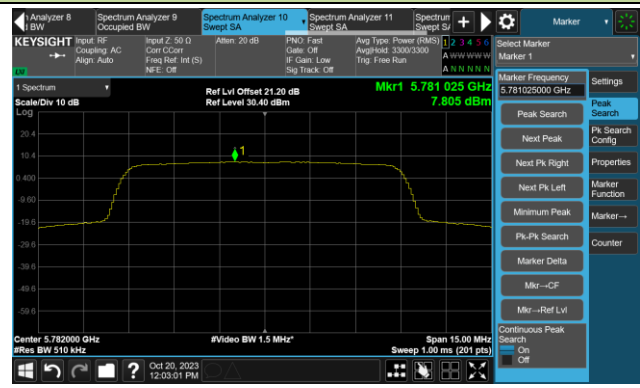 Analyzer 8
BW
Spectrum Analyzer 9
Occupied BW
Spectrum Analyzer 10
Swept SA
Spectrum Analyzer 11
Swept SA
Spectrum
Swept SA
Marker
KEYSIGHT
Input: RF
Coupling: AC
Align: Auto
Input Z: 50 Ω
Corr CCorr
Freq Ref: Int (S)
NFE: Off
Atten: 20 dB
PNO: Fast
Gate: Off
IF Gain: Low
Sig Track: Off
Avg Type: Power (RMS)
Avg|Hold: 3300/3300
Trig: Free Run
1 2 3 4 5 6
A W W W W W
A N N N N N
LW
Select Marker
Marker 1
1 Spectrum
Scale/Div 10 dB
Log
Ref Lvl Offset 21.20 dB
Ref Level 30.40 dBm
Mkr1 5.781 025 GHz
7.805 dBm
20.4
10.4
0.400
-9.60
-19.6
-29.6
-39.6
-49.6
-59.6
1
Center 5.782000 GHz
#Res BW 510 kHz
#Video BW 1.5 MHz*
Span 15.00 MHz
Sweep 1.00 ms (201 pts)
Marker Frequency
5.781025000 GHz
Peak Search
Next Peak
Next Pk Right
Next Pk Left
Minimum Peak
Pk-Pk Search
Marker Delta
Mkr→CF
Mkr→Ref Lvl
Continuous Peak
Search
On
Off
Settings
Peak
Search
Pk Search
Config
Properties
Marker
Function
Marker→
Counter
Oct 20, 2023
12:03:01 PM